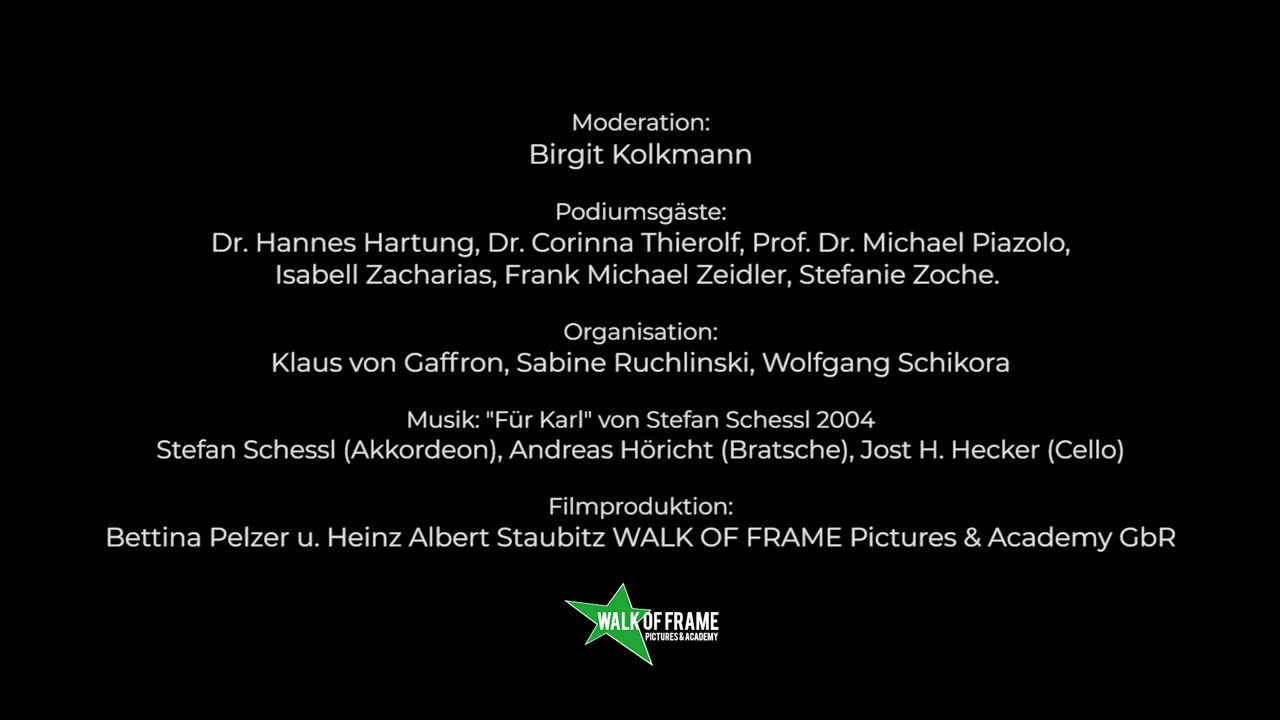 Moderation:
Birgit Kolkmann
Podiumsgäste:
Dr. Hannes Hartung, Dr. Corinna Thierolf, Prof. Dr. Michael Piazolo,
Isabell Zacharias, Frank Michael Zeidler, Stefanie Zoche.
Organisation:
Klaus von Gaffron, Sabine Ruchlinski, Wolfgang Schikora
Musik: "Für Karl" von Stefan Schessl 2004
Stefan Schessl (Akkordeon), Andreas Höricht (Bratsche), Jost H. Hecker (Cello)
Filmproduktion:
Bettina Pelzer u. Heinz Albert Staubitz WALK OF FRAME Pictures & Academy GbR
WALK OF FRAME
PICTURES & ACADEMY